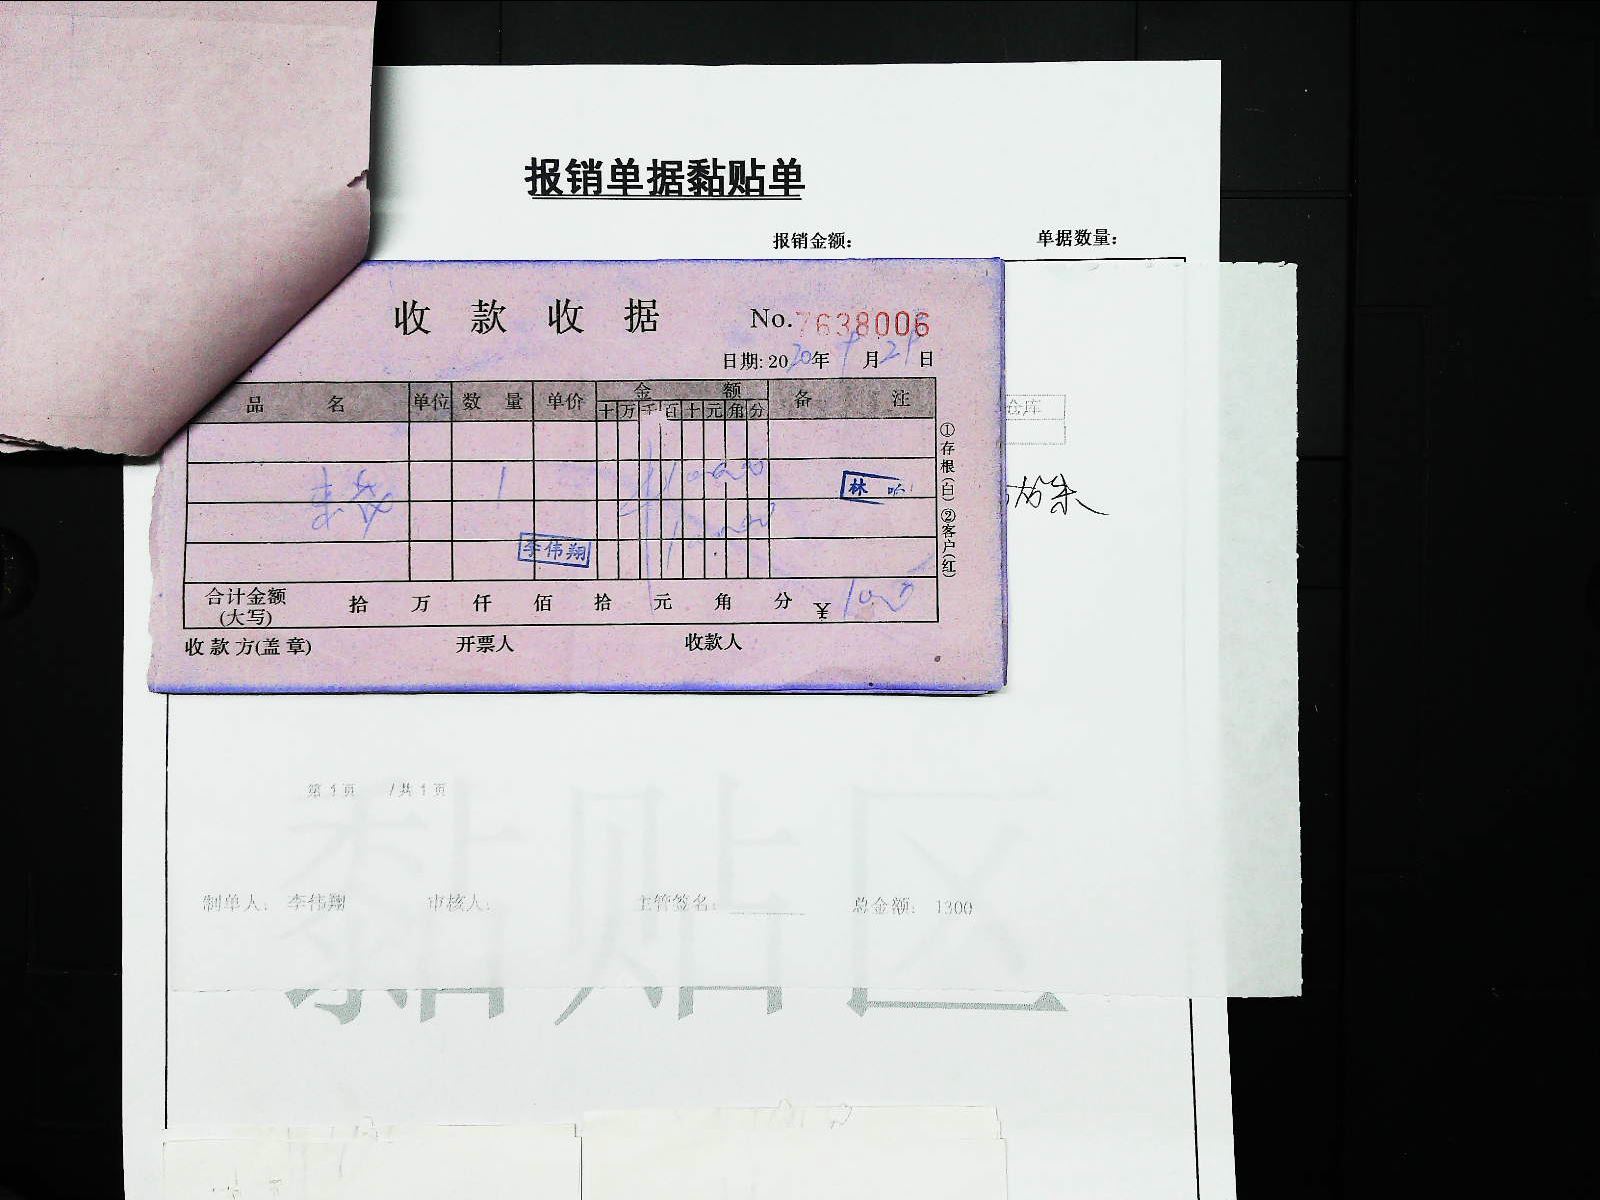 报销单据黏贴单
报销金额：
单据数量：
收款收据
No.7638006
日期: 2020年 月 日
品名 单位 数量 单价 金额 备注
十 万 千 百 十 元 角 分
1
林
李伟翔
合计金额 拾 万 仟 佰 拾 元 角 分 ￥
(大写)
收款方(盖章) 开票人 收款人
①存根(白)②客户(红)
仓库
第 1 页 /共 1 页
制单人: 李伟翔 审核人: 主管签名: 总金额: 1300
黏贴区